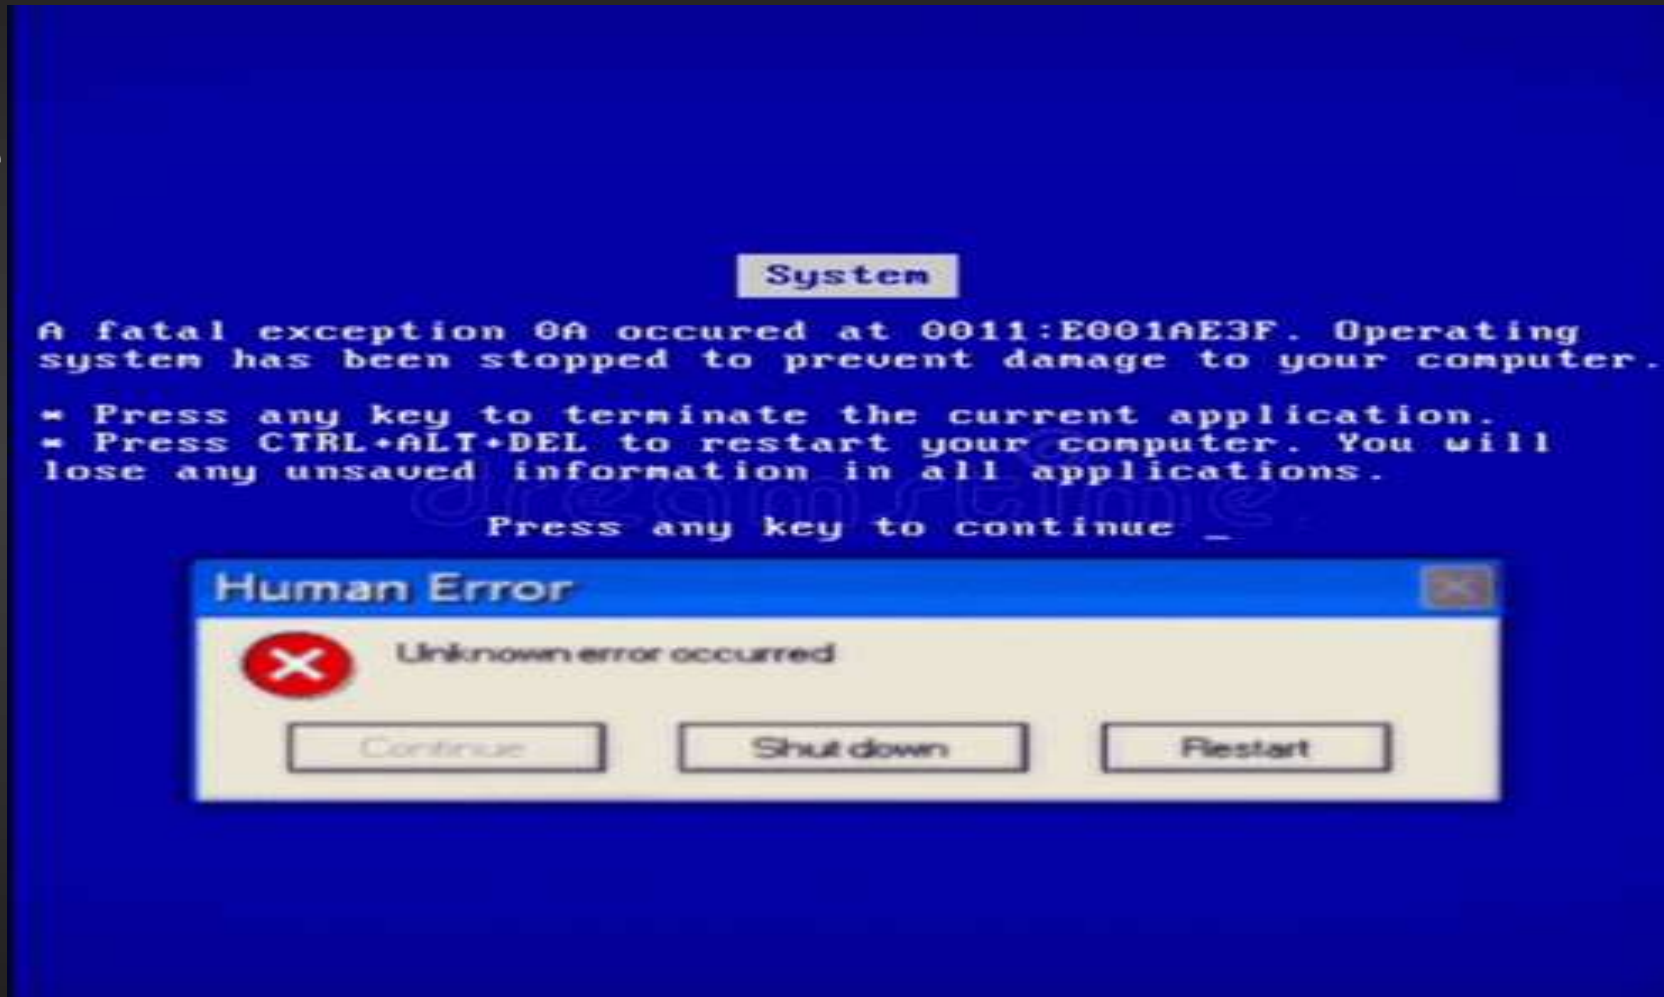 System
A fatal exception 0A occured at 0011:E001AE3F. Operating
system has been stopped to prevent damage to your computer.
* Press any key to terminate the current application.
* Press CTRL+ALT+DEL to restart your computer. You will
lose any unsaved information in all applications.
dreamstime
Press any key to continue _
Human Error
Unknown error occurred
Continue Shut down Restart